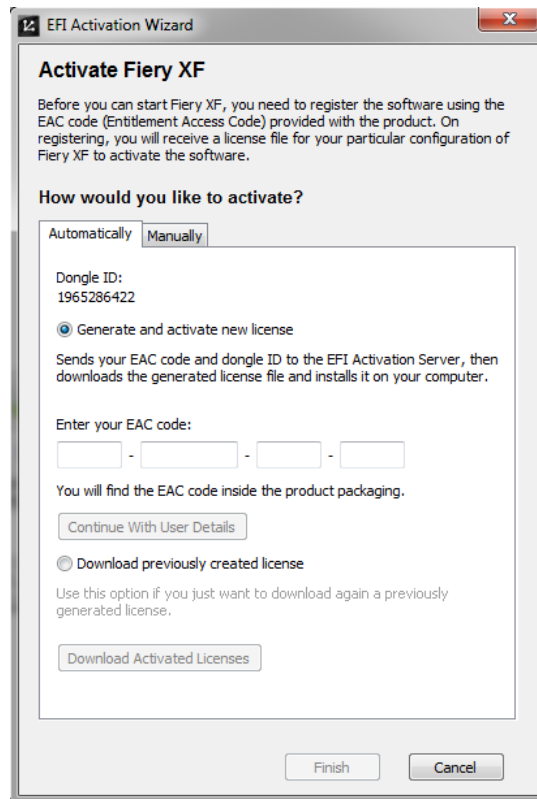 EFI Activation Wizard
Activate Fiery XF
Before you can start Fiery XF, you need to register the software using the
EAC code (Entitlement Access Code) provided with the product. On
registering, you will receive a license file for your particular configuration of
Fiery XF to activate the software.
How would you like to activate?
Automatically Manually
Dongle ID:
1965286422
Generate and activate new license
Sends your EAC code and dongle ID to the EFI Activation Server, then
downloads the generated license file and installs it on your computer.
Enter your EAC code:
- - -
You will find the EAC code inside the product packaging.
Continue With User Details
Download previously created license
Use this option if you just want to download again a previously
generated license.
Download Activated Licenses
Finish Cancel